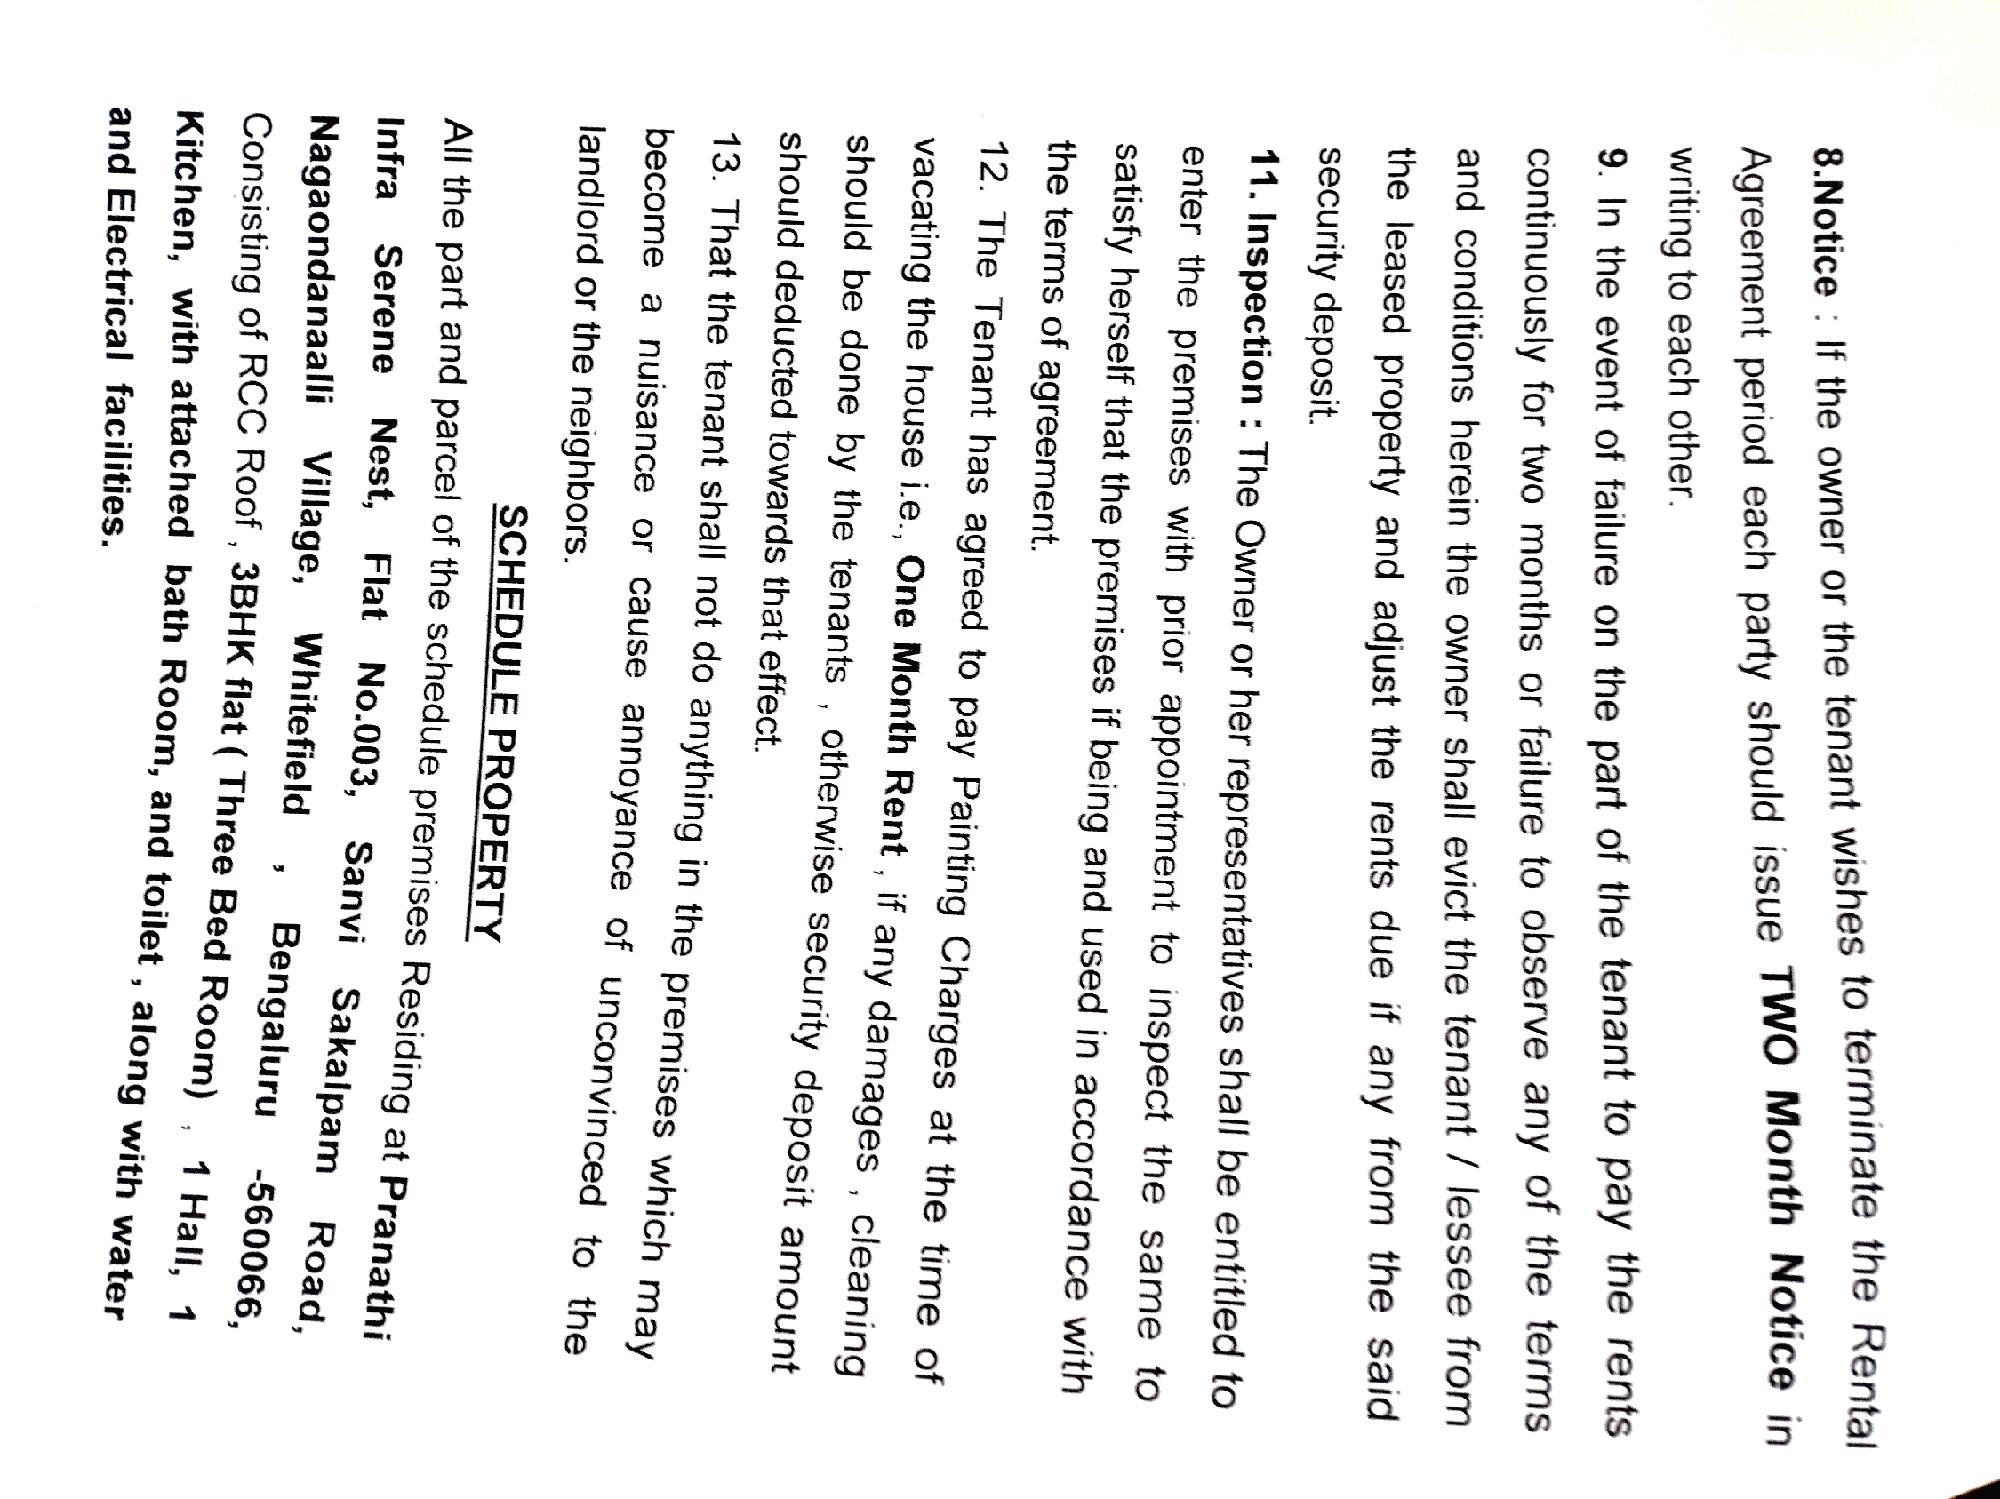 8.Notice : If the owner or the tenant wishes to terminate the Rental
Agreement period each party should issue TWO Month Notice in
writing to each other.
9. In the event of failure on the part of the tenant to pay the rents
continuously for two months or failure to observe any of the terms
and conditions herein the owner shall evict the tenant / lessee from
the leased property and adjust the rents due if any from the said
security deposit.
11. Inspection : The Owner or her representatives shall be entitled to
enter the premises with prior appointment to inspect the same to
satisfy herself that the premises if being and used in accordance with
the terms of agreement.
12. The Tenant has agreed to pay Painting Charges at the time of
vacating the house i.e., One Month Rent , if any damages , cleaning
should be done by the tenants , otherwise security deposit amount
should deducted towards that effect.
13. That the tenant shall not do anything in the premises which may
become a nuisance or cause annoyance of unconvinced to the
landlord or the neighbors.
SCHEDULE PROPERTY
All the part and parcel of the schedule premises Residing at Pranathi
Infra Serene Nest, Flat No.003, Sanvi Sakalpam Road,
Nagaondanaalli Village, Whitefield , Bengaluru -560066,
Consisting of RCC Roof , 3BHK flat ( Three Bed Room) , 1 Hall, 1
Kitchen, with attached bath Room, and toilet , along with water
and Electrical facilities.